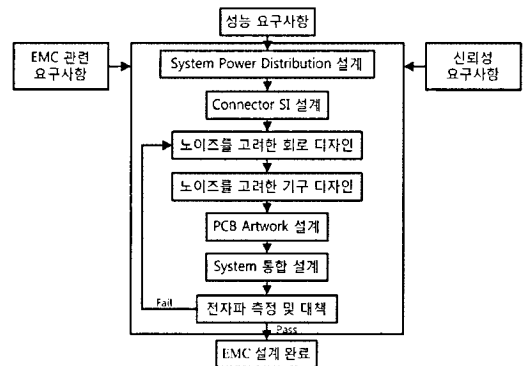 성능 요구사항
EMC 관련
요구사항
신뢰성
요구사항
System Power Distribution 설계
Connector SI 설계
노이즈를 고려한 회로 디자인
노이즈를 고려한 기구 디자인
PCB Artwork 설계
System 통합 설계
Fail
전자파 측정 및 대책
Pass
EMC 설계 완료